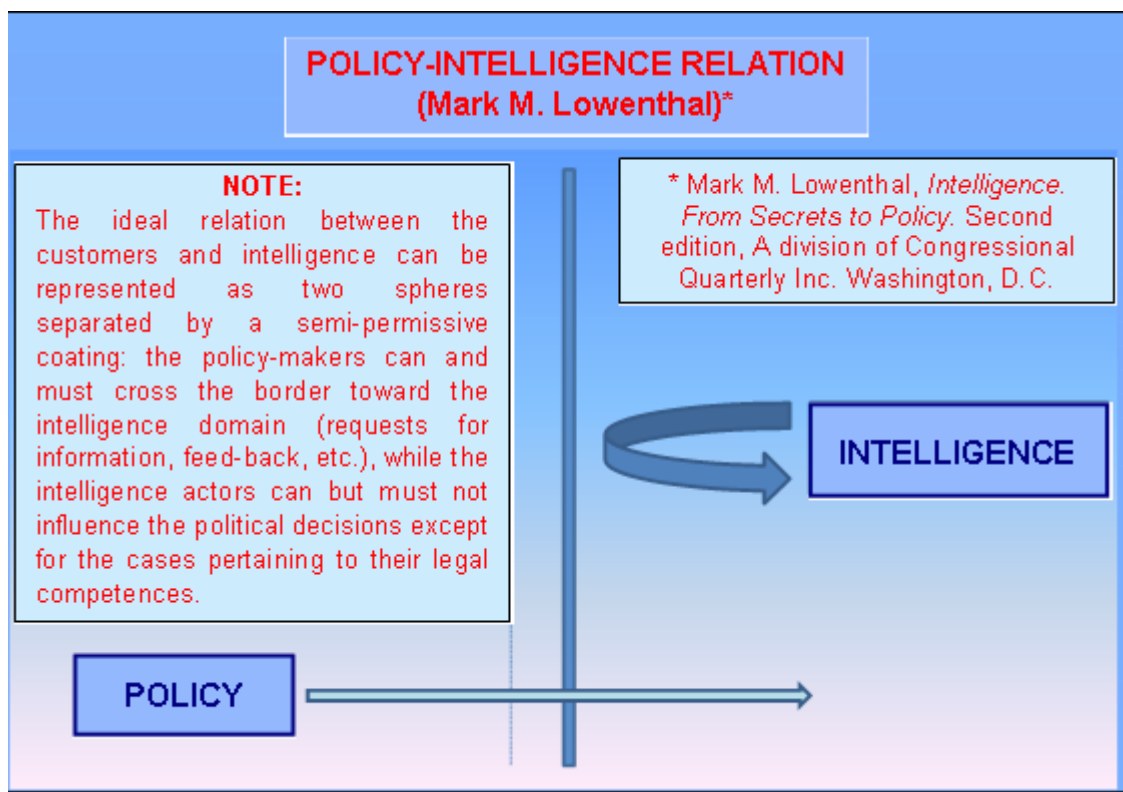 POLICY-INTELLIGENCE RELATION
(Mark M. Lowenthal)*
NOTE:
The ideal relation between the
customers and intelligence can be
represented as two spheres
separated by a semi-permissive
coating: the policy-makers can and
must cross the border toward the
intelligence domain (requests for
information, feed-back, etc.), while the
intelligence actors can but must not
influence the political decisions except
for the cases pertaining to their legal
competences.
* Mark M. Lowenthal, Intelligence.
From Secrets to Policy. Second
edition, A division of Congressional
Quarterly Inc. Washington, D.C.
INTELLIGENCE
POLICY